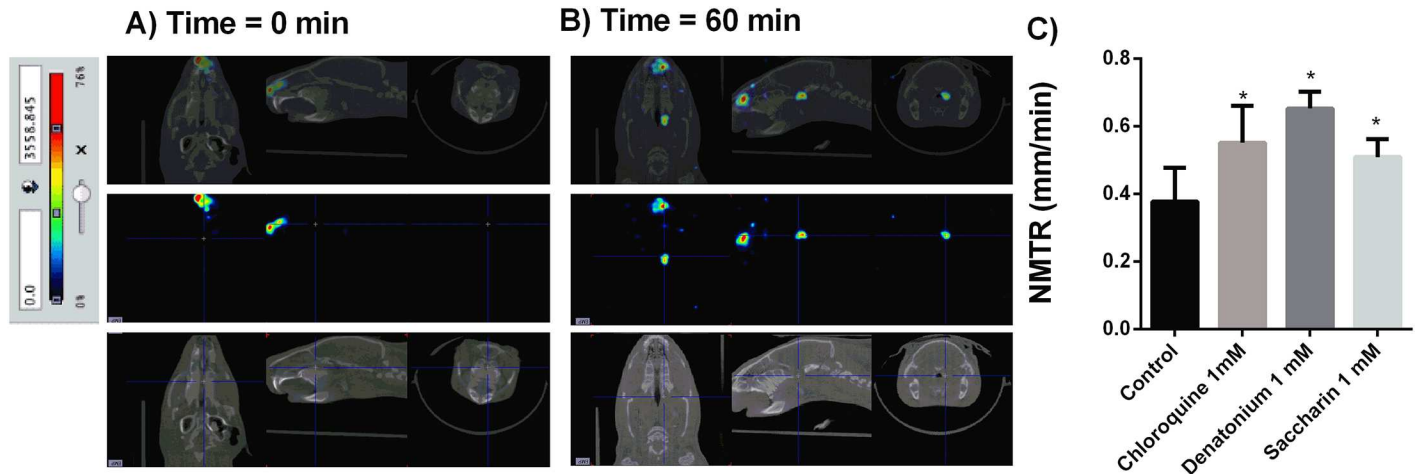 A) Time = 0 min
B) Time = 60 min
C)
3558.845
76%
X
0.0
0%
NMTR (mm/min)
0.8
0.6
0.4
0.2
0.0
*
*
*
Control
Chloroquine 1mM
Denatonium 1 mM
Saccharin 1 mM